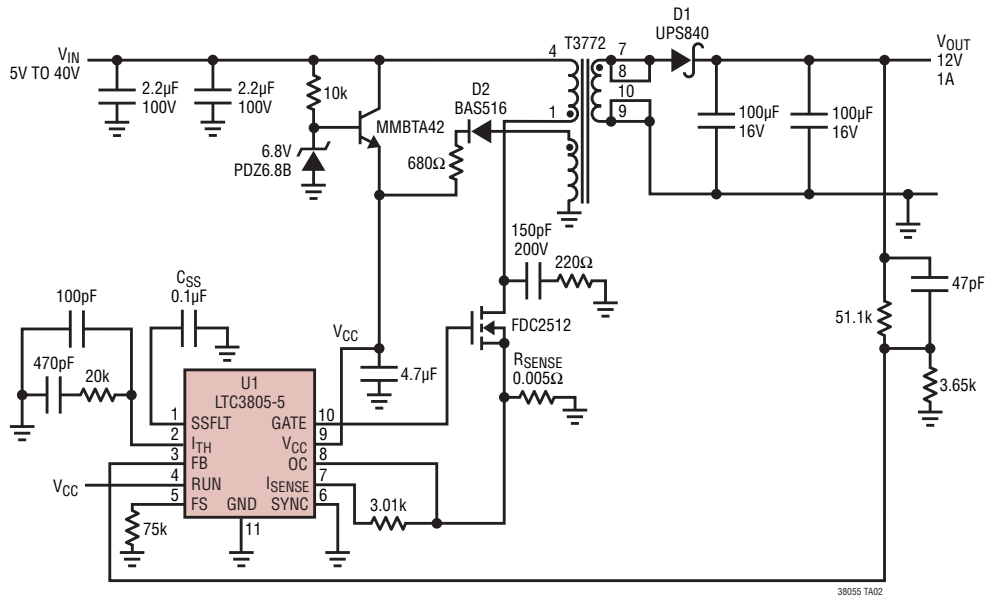 D1
UPS840
T3772
4
7
8
VIN
5V TO 40V
VOUT
12V
1A
2.2µF
100V
2.2µF
100V
10k
D2
BAS516
1
10
9
100µF
16V
100µF
16V
MMBTA42
6.8V
PDZ6.8B
680Ω
150pF
200V
220Ω
CSS
0.1µF
47pF
100pF
51.1k
FDC2512
VCC
RSENSE
0.005Ω
470pF
20k
4.7µF
3.65k
U1
LTC3805-5
1
SSFLT
GATE
10
2
ITH
VCC
9
3
FB
OC
8
VCC
4
RUN
ISENSE
7
5
FS
GND
SYNC
6
3.01k
75k
11
38055 TA02